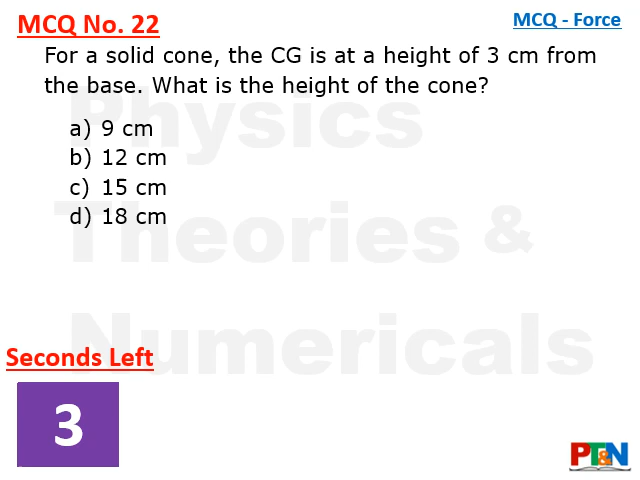 MCQ No. 22
MCQ - Force
For a solid cone, the CG is at a height of 3 cm from
the base. What is the height of the cone?
a) 9 cm
b) 12 cm
c) 15 cm
d) 18 cm
Physics
Theories &
Numericals
Seconds Left
3
PT&N